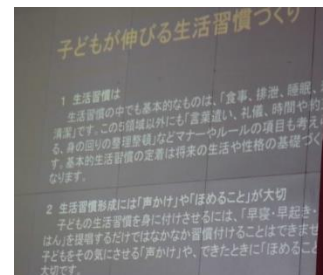 子どもが伸びる生活習慣づくり
1 生活習慣は
生活習慣の中でも基本的なものは、「食事、排泄、睡眠、
清潔」です。この5領域以外にも「言葉遣い、礼儀、時間や約
る、身の回りの整理整頓」などマナーやルールの項目も考え
す。基本的生活習慣の定着は将来の生活や性格の基礎づく
なります。
2 生活習慣形成には「声かけ」や「ほめること」が大切
子どもの生活習慣を身に付けさせるには、「早寝・早起き・
はん」を提唱するだけではなかなか習慣付けることはできませ
子どもをその気にさせる「声かけ」や、できたときに「ほめること
大切です。